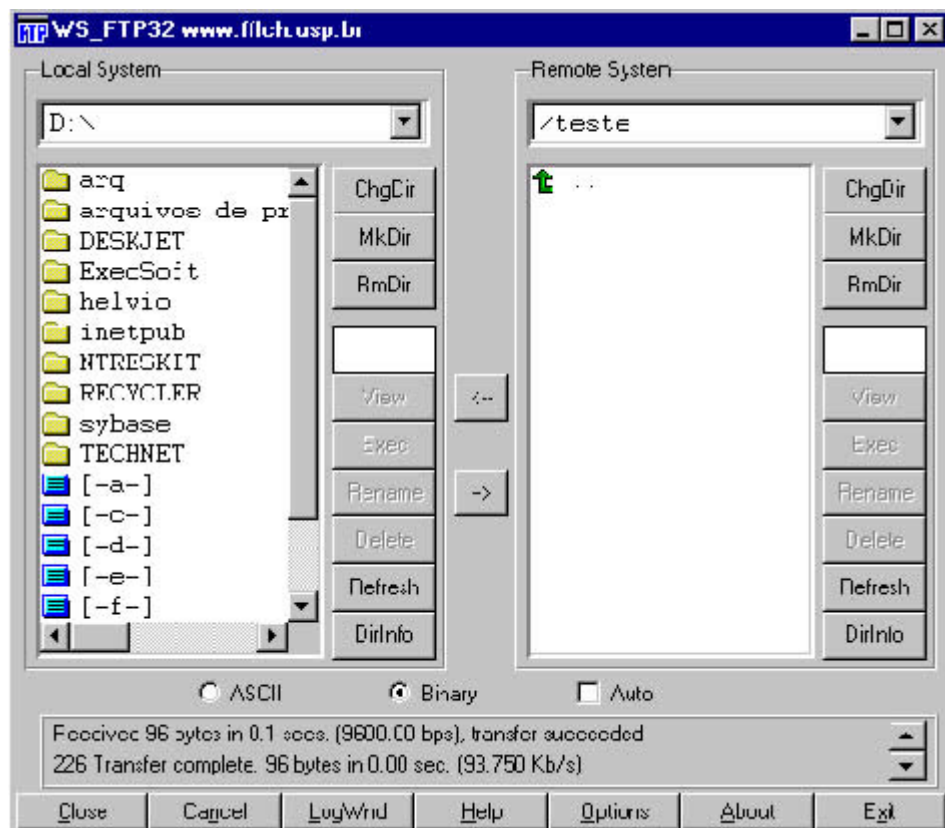 WS_FTP32 www.fflch.usp.br
Local System
D:\
arq
arquivos de pr
DESKJET
ExecSoft
helvio
inetpub
NTRESKIT
RECYCLER
sybase
TECHNET
[-a-]
[-c-]
[-d-]
[-e-]
[-f-]
ChgDir
MkDir
RmDir
View
Exec
Rename
Delete
Refresh
DirInfo
<--
-->
Remote System
/teste
..
ChgDir
MkDir
RmDir
View
Exec
Rename
Delete
Refresh
DirInfo
ASCII Binary Auto
Received 96 bytes in 0.1 secs, (9600.00 bps), transfer succeeded
226 Transfer complete. 96 bytes in 0.00 sec. (93.750 Kb/s)
Close Cancel LogWnd Help Options About Exit